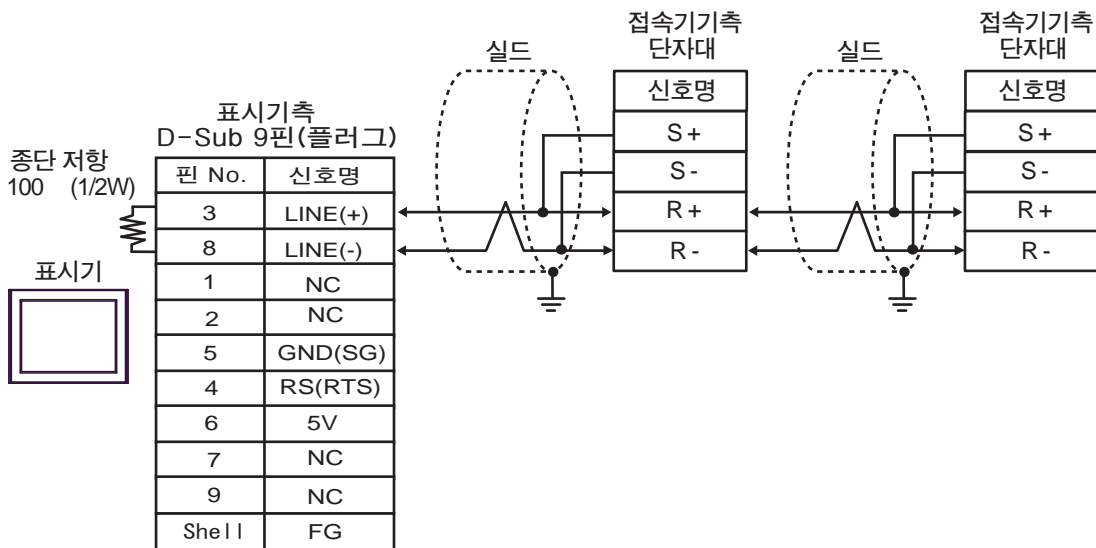 접속기기측
단자대
접속기기측
단자대
실드
실드
신호명
신호명
S+
S+
S-
S-
R+
R+
R-
R-
표시기측
D-Sub 9핀(플러그)
종단 저항
100 (1/2W)
핀 No. 신호명
3 LINE(+)
8 LINE(-)
표시기
1 NC
2 NC
5 GND(SG)
4 RS(RTS)
6 5V
7 NC
9 NC
Shell FG